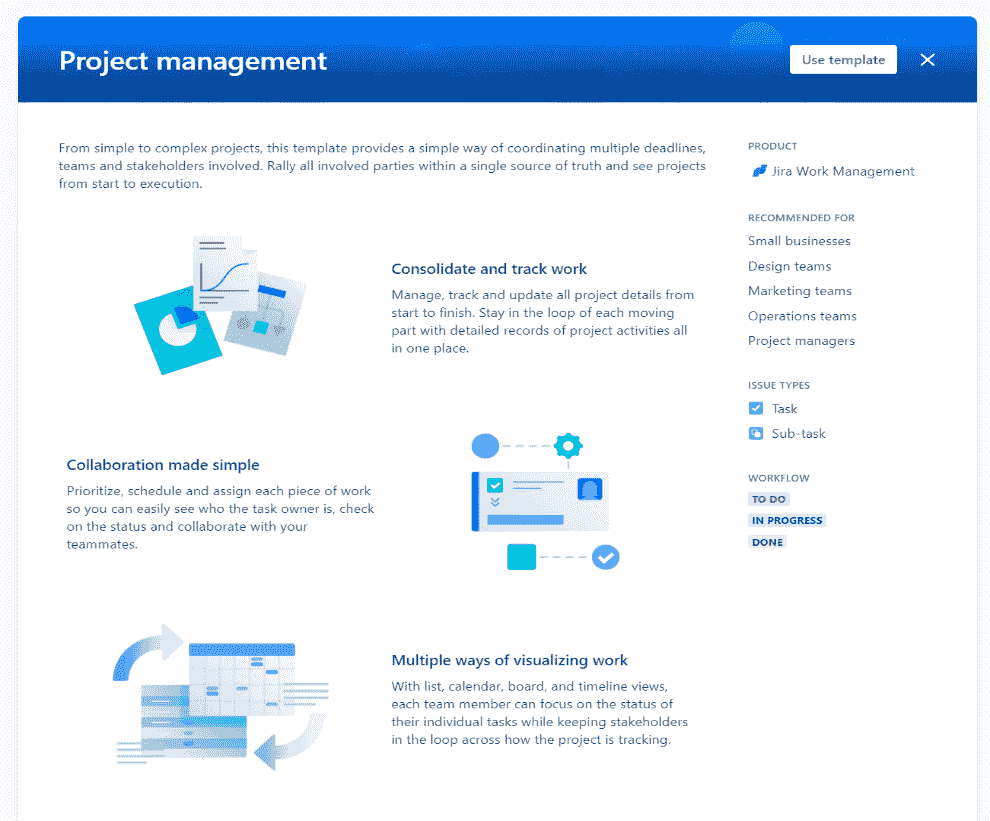 Project management
Use template
From simple to complex projects, this template provides a simple way of coordinating multiple deadlines,
teams and stakeholders involved. Rally all involved parties within a single source of truth and see projects
from start to execution.
Consolidate and track work
Manage, track and update all project details from
start to finish. Stay in the loop of each moving
part with detailed records of project activities all
in one place.
Collaboration made simple
Prioritize, schedule and assign each piece of work
so you can easily see who the task owner is, check
on the status and collaborate with your
teammates.
Multiple ways of visualizing work
With list, calendar, board, and timeline views,
each team member can focus on the status of
their individual tasks while keeping stakeholders
in the loop across how the project is tracking.
PRODUCT
Jira Work Management
RECOMMENDED FOR
Small businesses
Design teams
Marketing teams
Operations teams
Project managers
ISSUE TYPES
Task
Sub-task
WORKFLOW
TO DO
IN PROGRESS
DONE